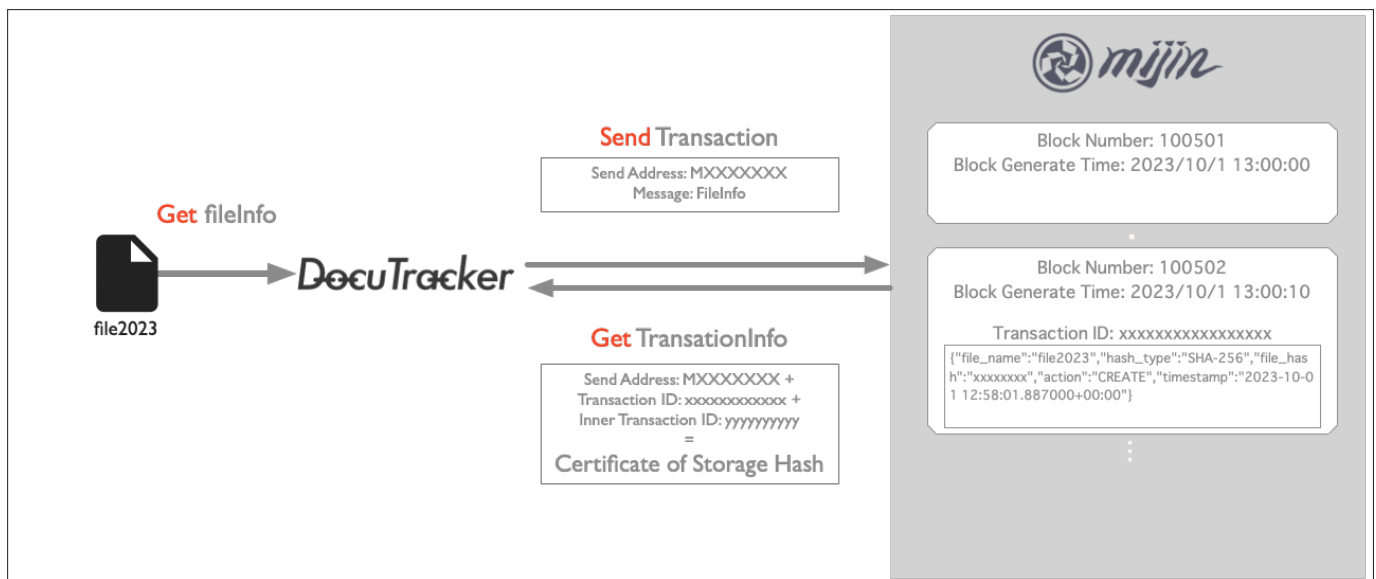 mijin
Send Transaction
Send Address: MXXXXXXX
Message: FileInfo
Get fileInfo
file2023
DocuTracker
Get TransationInfo
Send Address: MXXXXXXX +
Transaction ID: xxxxxxxxxxxxx +
Inner Transaction ID: yyyyyyyyyy
=
Certificate of Storage Hash
Block Number: 100501
Block Generate Time: 2023/10/1 13:00:00
Block Number: 100502
Block Generate Time: 2023/10/1 13:00:10
Transaction ID: xxxxxxxxxxxxxxxxx
{"file_name":"file2023","hash_type":"SHA-256","file_has
h":"xxxxxxxx","action":"CREATE","timestamp":"2023-10-0
1 12:58:01.887000+00:00"}